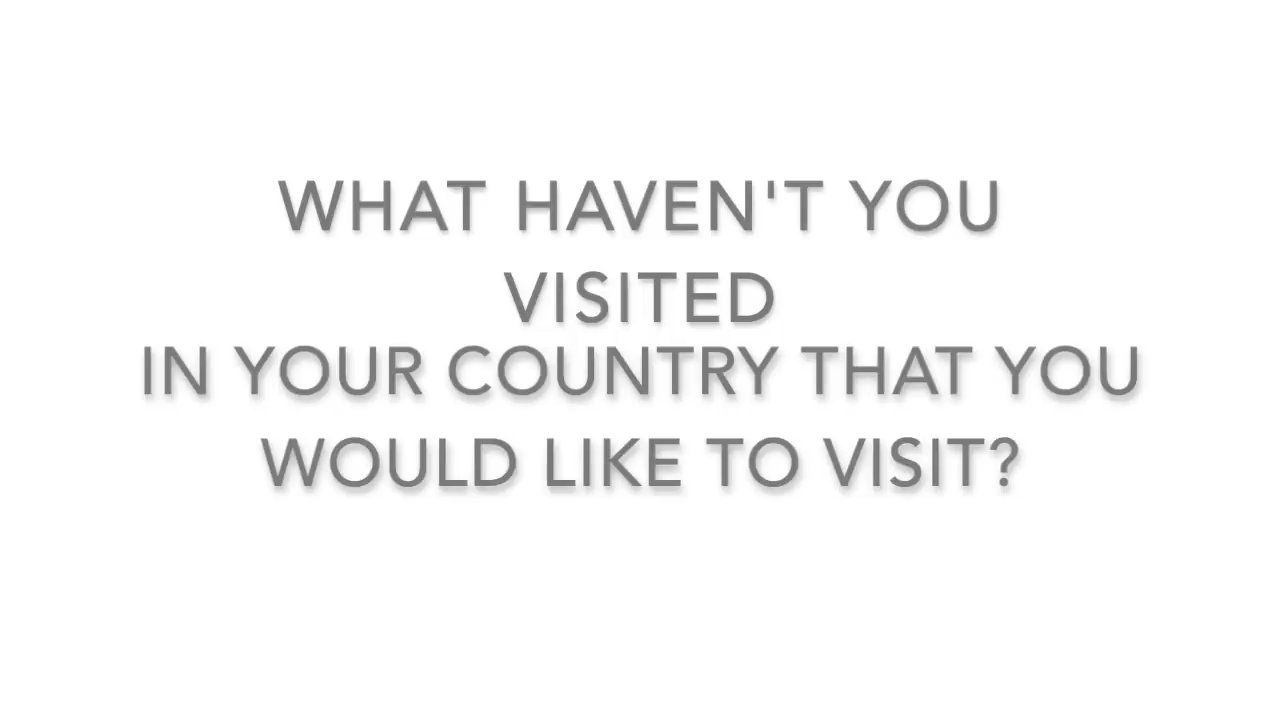 WHAT HAVEN'T YOU
VISITED
IN YOUR COUNTRY THAT YOU
WOULD LIKE TO VISIT?